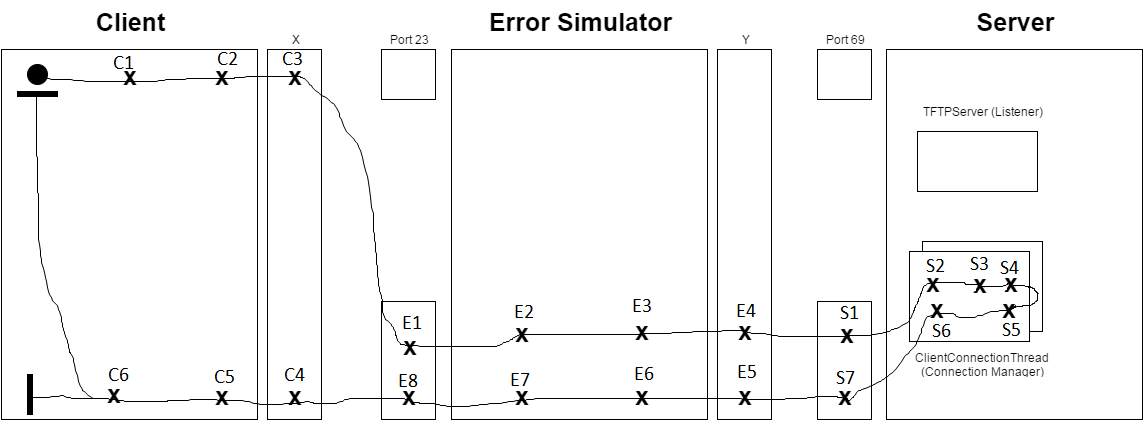 Client
Error Simulator
Server
X
Port 23
Y
Port 69
C1
C2
C3
TFTPServer (Listener)
S2
S3
S4
E1
E2
E3
E4
S1
S6
S5
ClientConnectionThread
(Connection Manager)
C6
C5
C4
E8
E7
E6
E5
S7